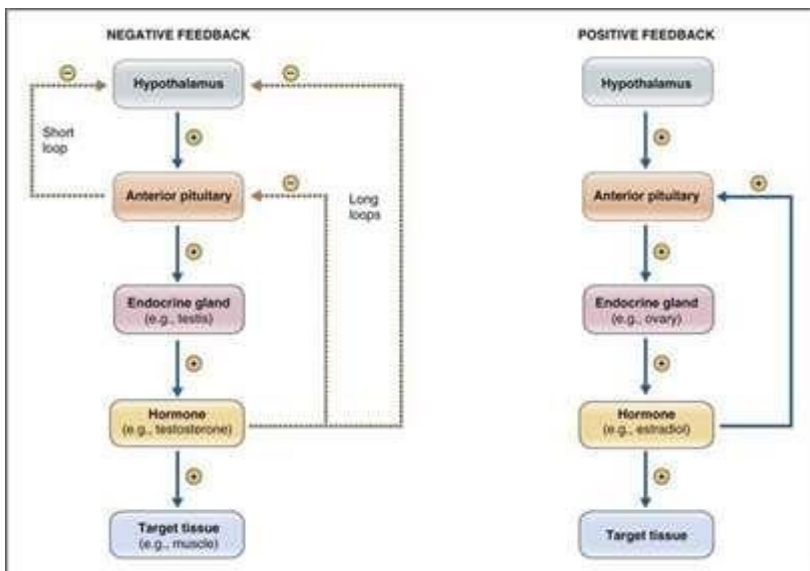 NEGATIVE FEEDBACK
Hypothalamus
Short
loop
Anterior pituitary
Long
loops
Endocrine gland
(e.g., testis)
Hormone
(e.g., testosterone)
Target tissue
(e.g., muscle)
POSITIVE FEEDBACK
Hypothalamus
Anterior pituitary
Endocrine gland
(e.g., ovary)
Hormone
(e.g., estradiol)
Target tissue